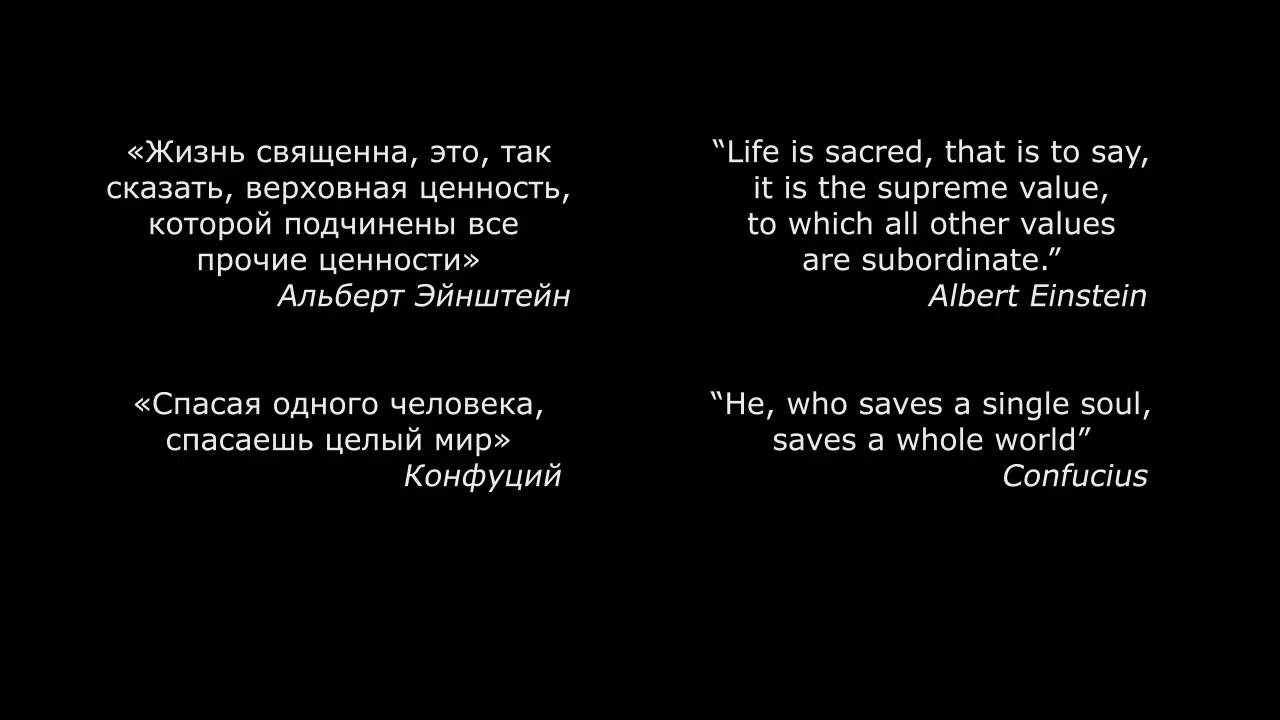 «Жизнь священна, это, так
сказать, верховная ценность,
которой подчинены все
прочие ценности»
Альберт Эйнштейн
«Спасая одного человека,
спасаешь целый мир»
Конфуций
“Life is sacred, that is to say,
it is the supreme value,
to which all other values
are subordinate.”
Albert Einstein
“He, who saves a single soul,
saves a whole world”
Confucius